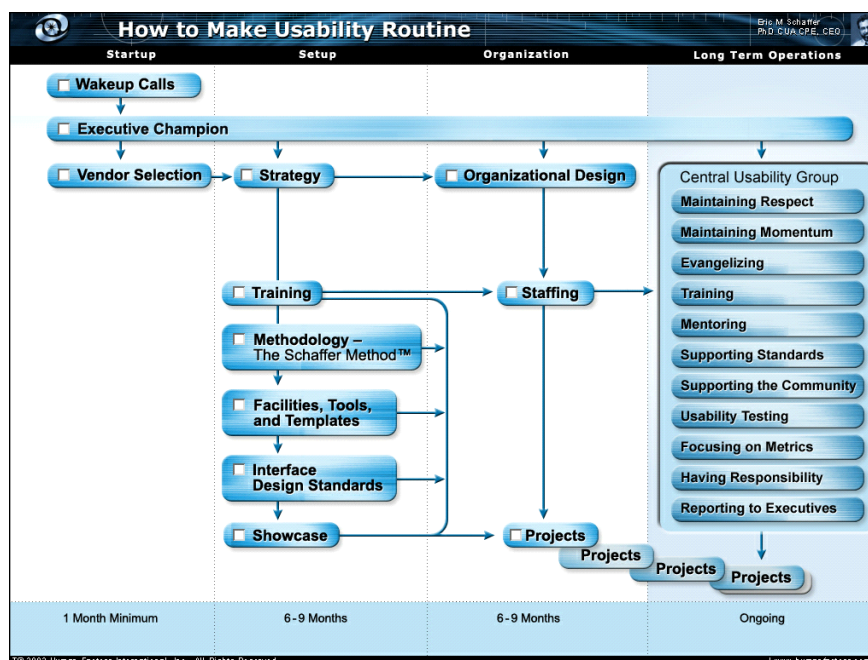 How to Make Usability Routine
Eric M Schaffer
PhD CUA CPE, CEO
Startup
Setup
Organization
Long Term Operations
Wakeup Calls
Executive Champion
Vendor Selection
Strategy
Organizational Design
Central Usability Group
Maintaining Respect
Maintaining Momentum
Evangelizing
Training
Mentoring
Supporting Standards
Supporting the Community
Usability Testing
Focusing on Metrics
Having Responsibility
Reporting to Executives
Training
Staffing
Methodology –
The Schaffer Method™
Facilities, Tools,
and Templates
Interface
Design Standards
Showcase
Projects
Projects
Projects
Projects
1 Month Minimum
6-9 Months
6-9 Months
Ongoing